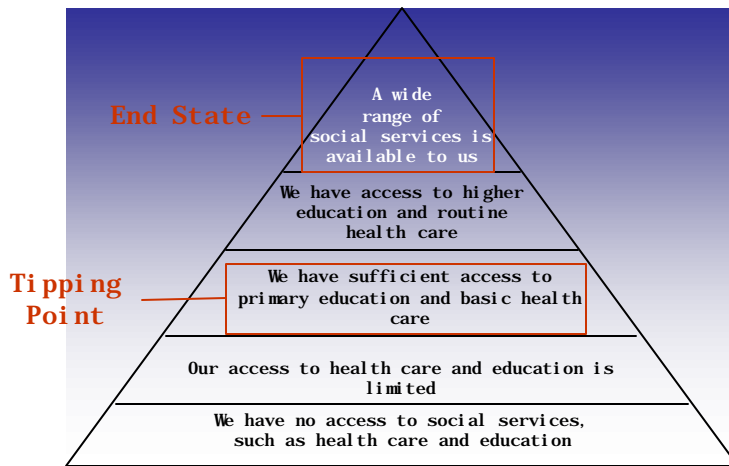 End State
A wide
range of
social services is
available to us
We have access to higher
education and routine
health care
Tipping
Point
We have sufficient access to
primary education and basic health
care
Our access to health care and education is
limited
We have no access to social services,
such as health care and education